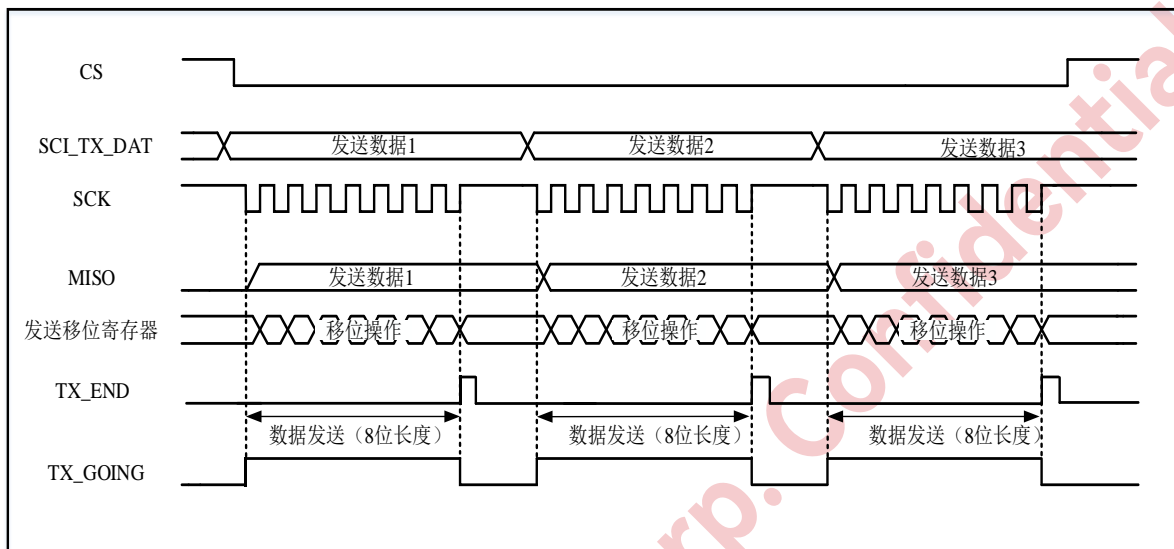 CS
SCI_TX_DAT
发送数据1
发送数据2
发送数据3
SCK
MISO
发送数据1
发送数据2
发送数据3
发送移位寄存器
移位操作
移位操作
移位操作
TX_END
数据发送（8位长度）
数据发送（8位长度）
数据发送（8位长度）
TX_GOING
rp. Confidential